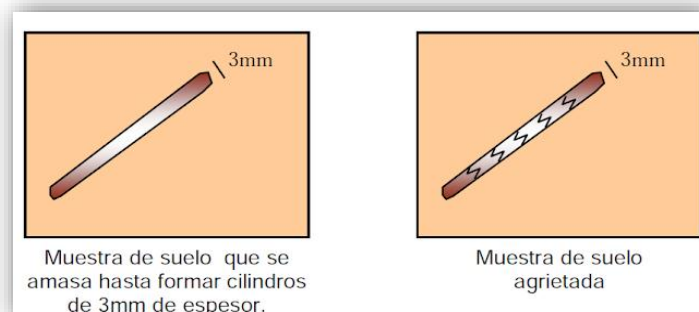 3mm
3mm
Muestra de suelo que se
amasa hasta formar cilindros
de 3mm de espesor.
Muestra de suelo
agrietada